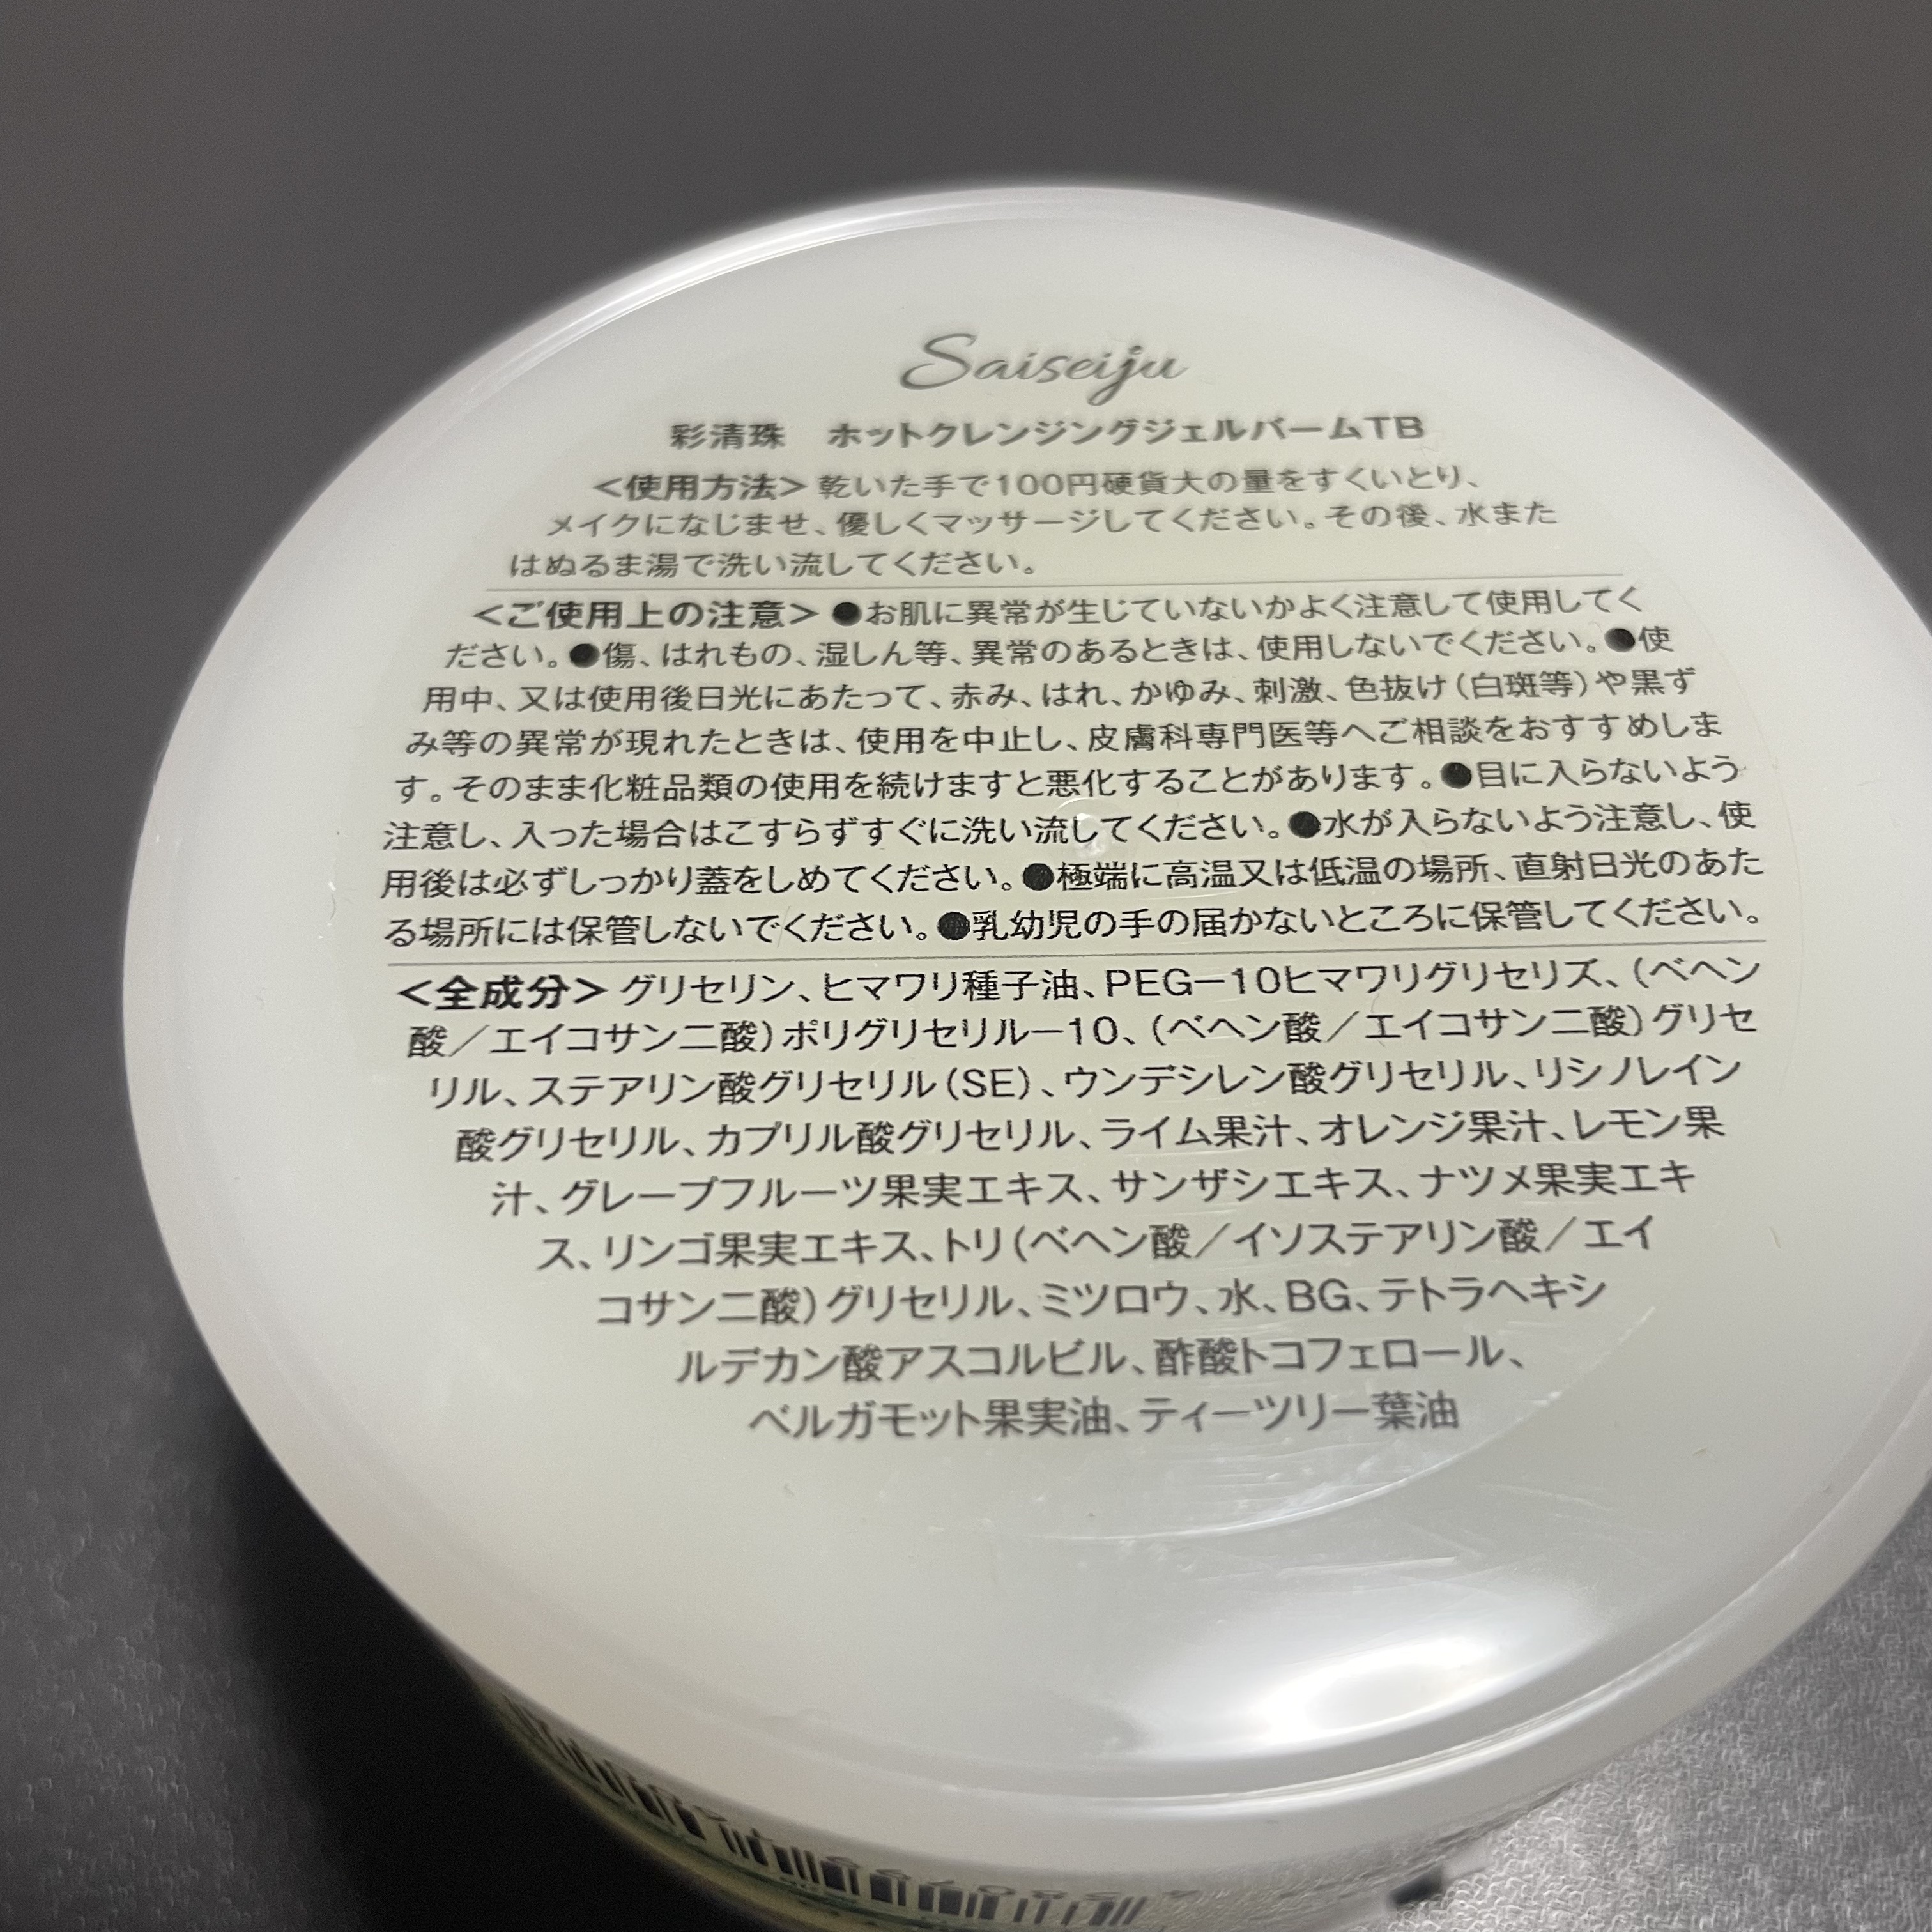 Saiseiju
彩清珠　ホットクレンジングジェルバームTB
＜使用方法＞乾いた手で100円硬貨大の量をすくいとり、
メイクになじませ、優しくマッサージしてください。その後、水また
はぬるま湯で洗い流してください。
＜ご使用上の注意＞●お肌に異常が生じていないかよく注意して使用してく
ださい。●傷、はれもの、湿しん等、異常のあるときは、使用しないでください。●使
用中、又は使用後日光にあたって、赤み、はれ、かゆみ、刺激、色抜け（白斑等）や黒ず
み等の異常が現れたときは、使用を中止し、皮膚科専門医等へご相談をおすすめしま
す。そのまま化粧品類の使用を続けますと悪化することがあります。●目に入らないよう
注意し、入った場合はこすらずすぐに洗い流してください。●水が入らないよう注意し、使
用後は必ずしっかり蓋をしめてください。●極端に高温又は低温の場所、直射日光のあた
る場所には保管しないでください。●乳幼児の手の届かないところに保管してください。
＜全成分＞グリセリン、ヒマワリ種子油、PEG－10ヒマワリグリセリズ、（ベヘン
酸／エイコサン二酸）ポリグリセリルー10、（ベヘン酸／エイコサン二酸）グリセ
リル、ステアリン酸グリセリル（SE）、ウンデシレン酸グリセリル、リシノレイン
酸グリセリル、カプリル酸グリセリル、ライム果汁、オレンジ果汁、レモン果
汁、グレープフルーツ果実エキス、サンザシエキス、ナツメ果実エキ
ス、リンゴ果実エキス、トリ（ベヘン酸／イソステアリン酸／エイ
コサン二酸）グリセリル、ミツロウ、水、BG、テトラヘキシ
ルデカン酸アスコルビル、酢酸トコフェロール、
ベルガモット果実油、ティーツリー葉油